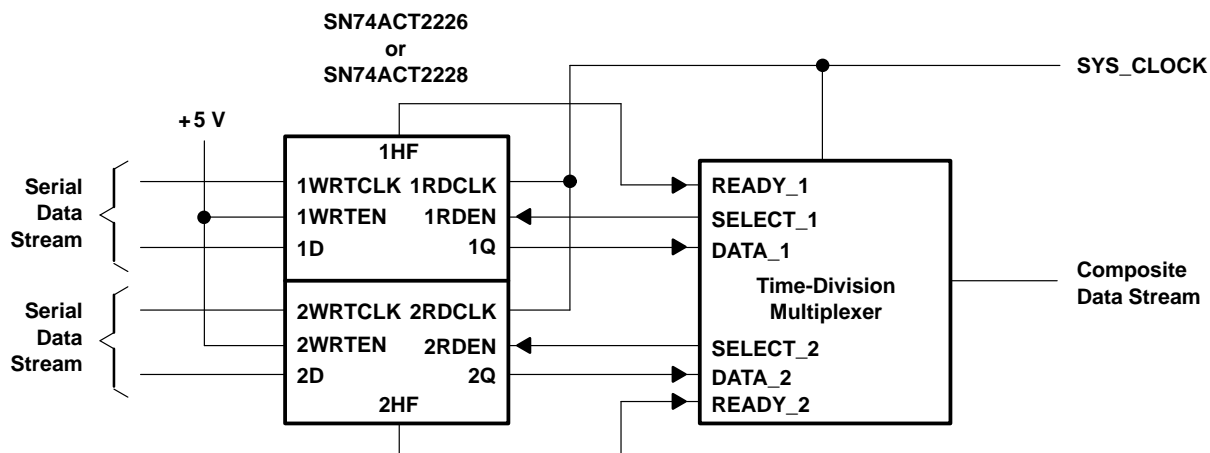 SN74ACT2226
or
SN74ACT2228
SYS_CLOCK
+5 V
1HF
Serial
Data
Stream
1WRTCLK 1RDCLK
1WRTEN 1RDEN
1D 1Q
READY_1
SELECT_1
DATA_1
Time-Division
Multiplexer
Composite
Data Stream
Serial
Data
Stream
2WRTCLK 2RDCLK
2WRTEN 2RDEN
2D 2Q
2HF
SELECT_2
DATA_2
READY_2